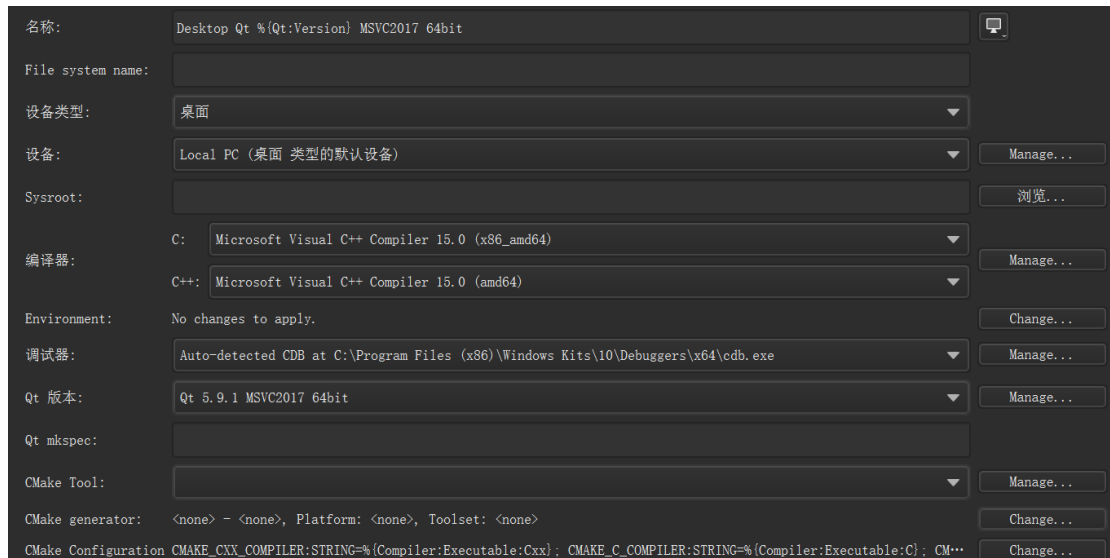 名称: Desktop Qt %{Qt:Version} MSVC2017 64bit
File system name:
设备类型: 桌面
设备: Local PC (桌面 类型的默认设备) Manage...
Sysroot: 浏览...
C: Microsoft Visual C++ Compiler 15.0 (x86_amd64)
编译器: Manage...
C++: Microsoft Visual C++ Compiler 15.0 (amd64)
Environment: No changes to apply. Change...
调试器: Auto-detected CDB at C:\Program Files (x86)\Windows Kits\10\Debuggers\x64\cdb.exe Manage...
Qt 版本: Qt 5.9.1 MSVC2017 64bit Manage...
Qt mkspec:
CMake Tool: Manage...
CMake generator: <none> - <none>, Platform: <none>, Toolset: <none> Change...
CMake Configuration CMAKE_CXX_COMPILER:STRING=%{Compiler:Executable:Cxx}; CMAKE_C_COMPILER:STRING=%{Compiler:Executable:C}; CM… Change...